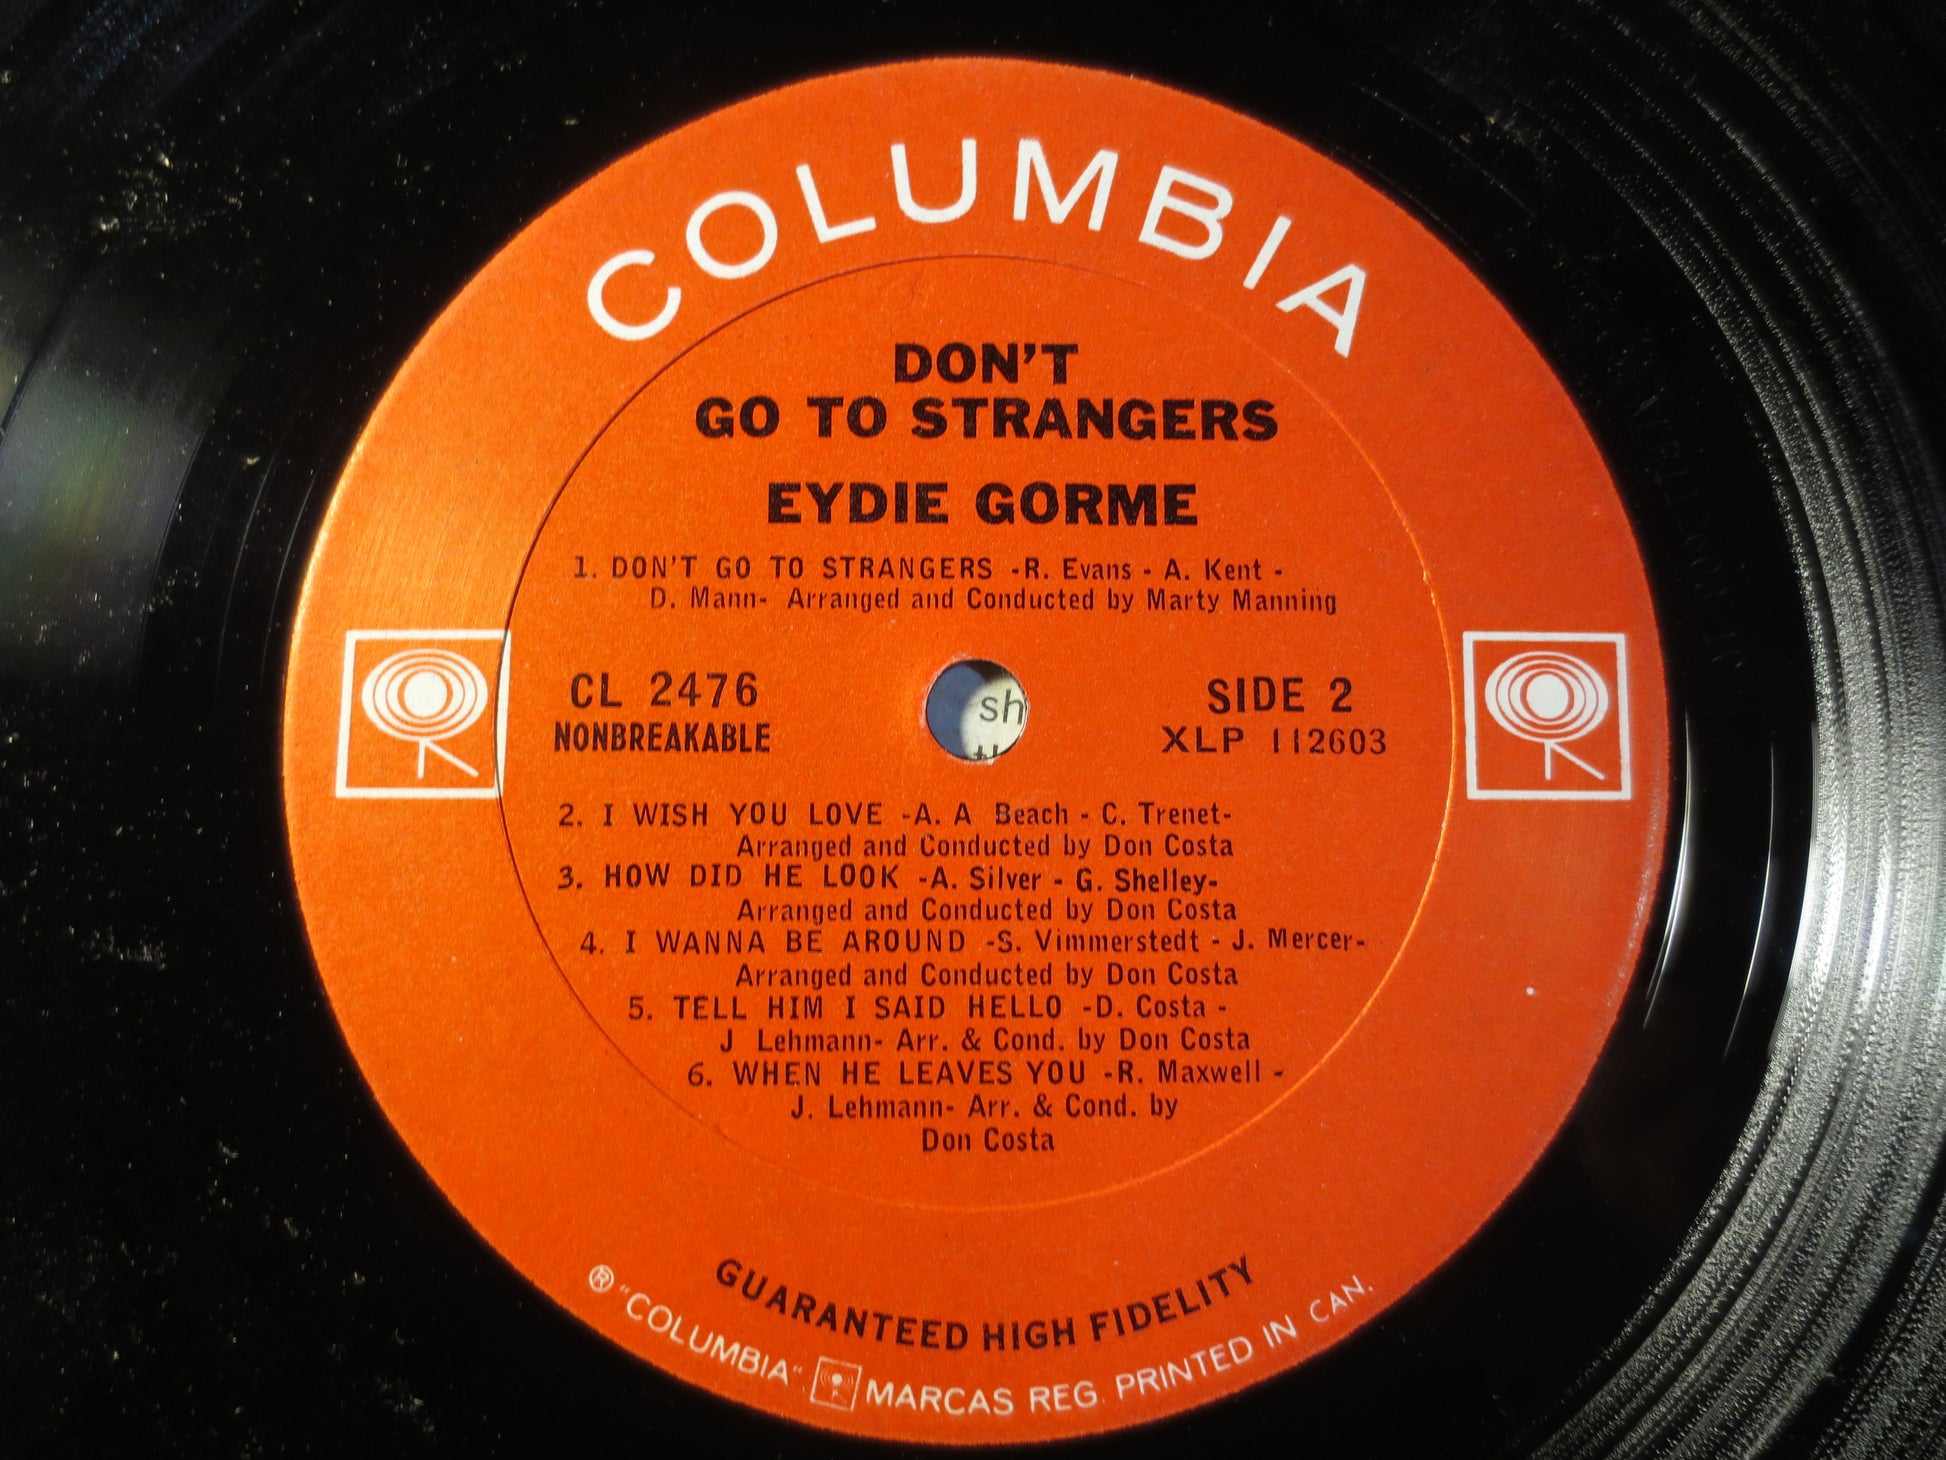 COLUMBIA
DON'T
GO TO STRANGERS
EYDIE GORME
1. DON'T GO TO STRANGERS -R. Evans - A. Kent -
D. Mann- Arranged and Conducted by Marty Manning
CL 2476
NONBREAKABLE
sh
SIDE 2
XLP 112603
2. I WISH YOU LOVE -A. A Beach - C. Trenet-
Arranged and Conducted by Don Costa
3. HOW DID HE LOOK -A. Silver - G. Shelley-
Arranged and Conducted by Don Costa
4. I WANNA BE AROUND -S. Vimmerstedt - J. Mercer-
Arranged and Conducted by Don Costa
5. TELL HIM I SAID HELLO -D. Costa -
J Lehmann- Arr. & Cond. by Don Costa
6. WHEN HE LEAVES YOU -R. Maxwell -
J. Lehmann- Arr. & Cond. by
Don Costa
GUARANTEED HIGH FIDELITY
® "COLUMBIA" MARCAS REG. PRINTED IN CAN.